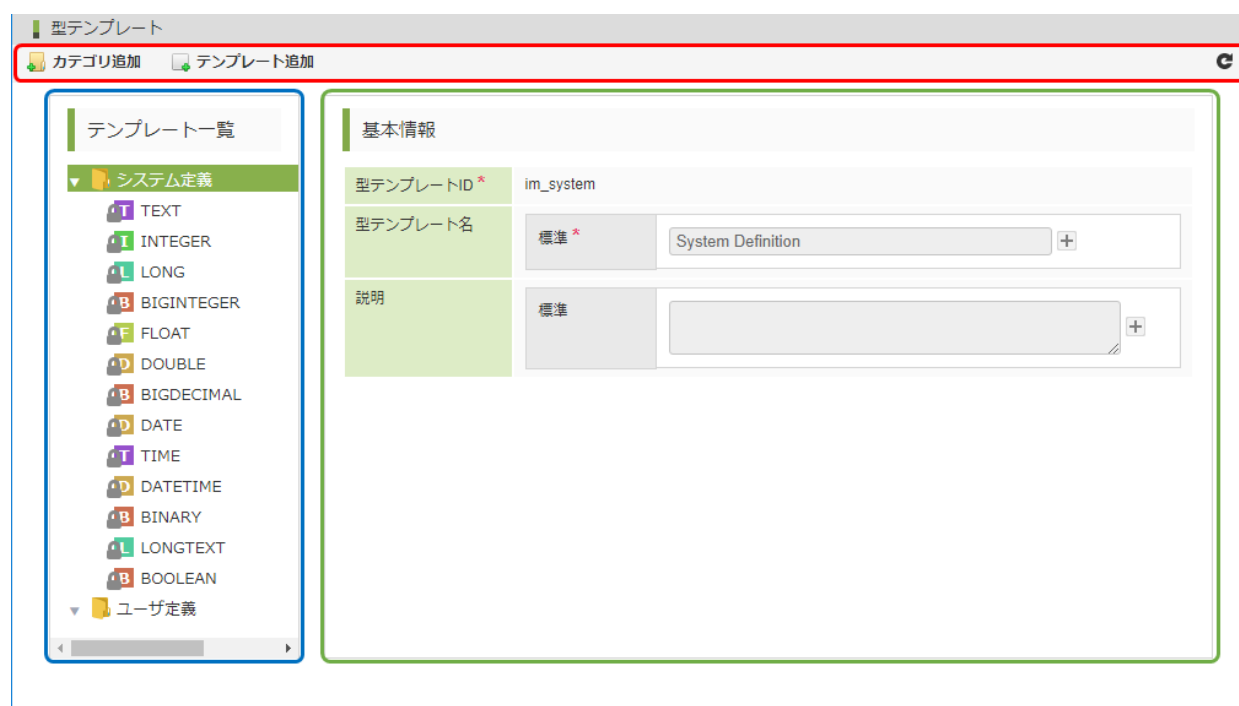 型テンプレート
カテゴリ追加 テンプレート追加
テンプレート一覧
システム定義
T TEXT
I INTEGER
L LONG
B BIGINTEGER
F FLOAT
D DOUBLE
B BIGDECIMAL
D DATE
T TIME
D DATETIME
B BINARY
L LONGTEXT
B BOOLEAN
ユーザ定義
基本情報
型テンプレートID * im_system
型テンプレート名 標準 * System Definition
説明 標準